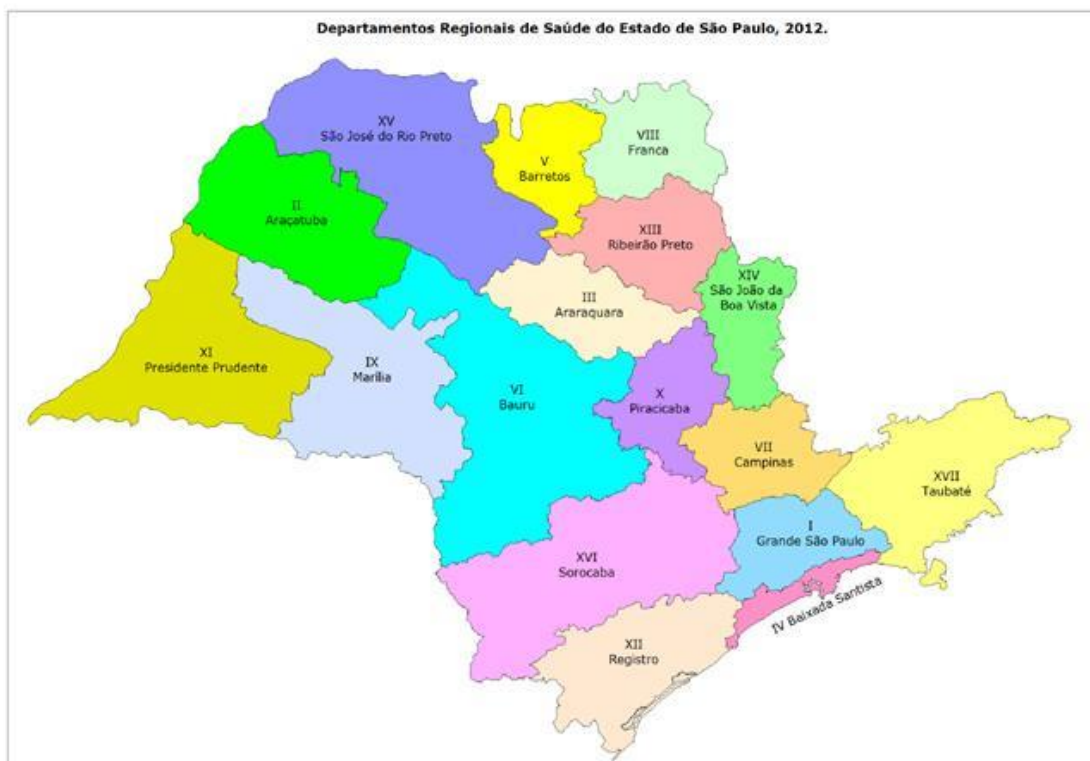 Departamentos Regionais de Saúde do Estado de São Paulo, 2012.
XV
São José do Rio Preto
VIII
Franca
V
Barretos
II
Araçatuba
XIII
Ribeirão Preto
XIV
São João da
Boa Vista
III
Araraquara
XI
Presidente Prudente
IX
Marília
VI
Bauru
X
Piracicaba
VII
Campinas
XVII
Taubaté
I
Grande São Paulo
XVI
Sorocaba
IV Baixada Santista
XII
Registro